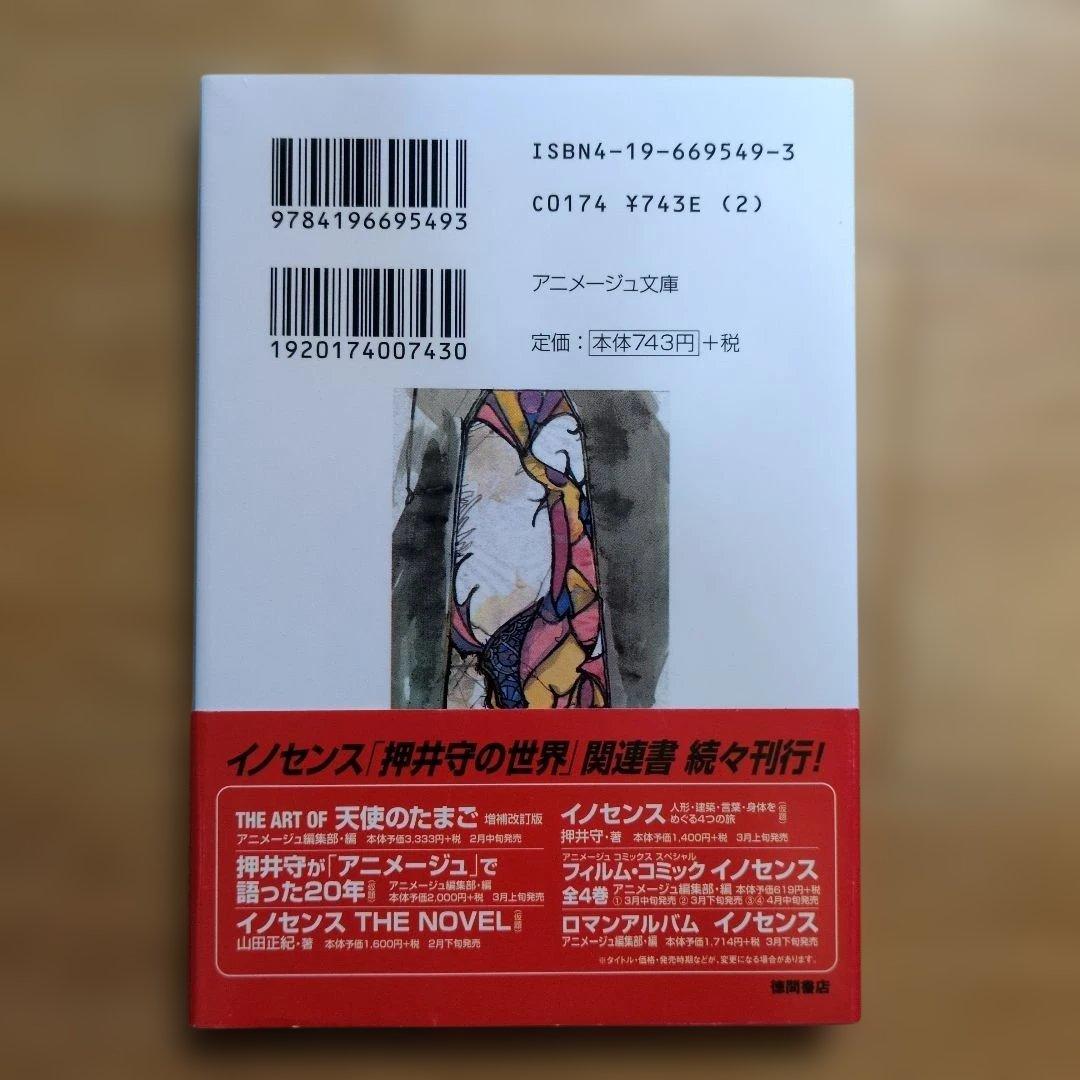 9784196695493
ISBN4-19-669549-3
C0174 ¥743E (2)
1920174007430
アニメージュ文庫
定価：本体743円＋税
イノセンス「押井守の世界」関連書 続々刊行！
THE ART OF 天使のたまご 増補改訂版
アニメージュ編集部・編 本体予価3,333円+税 2月中旬発売
押井守が「アニメージュ」で
語った20年（仮題） アニメージュ編集部・編
本体予価2,000円+税 3月上旬発売
イノセンス THE NOVEL（仮題）
山田正紀・著 本体予価1,600円+税 2月下旬発売
イノセンス 人形・建築・言葉・身体を
めぐる4つの旅（仮題）
押井守・著 本体予価1,400円+税 3月上旬発売
アニメージュ コミックス スペシャル
フィルム・コミック イノセンス
全4巻 アニメージュ編集部・編 本体予価619円+税
①3月中旬発売 ②3月下旬発売 ③④4月中旬発売
ロマンアルバム イノセンス
アニメージュ編集部・編 本体予価1,714円+税 3月下旬発売
※タイトル・価格・発売時期などが、変更になる場合があります。
徳間書店